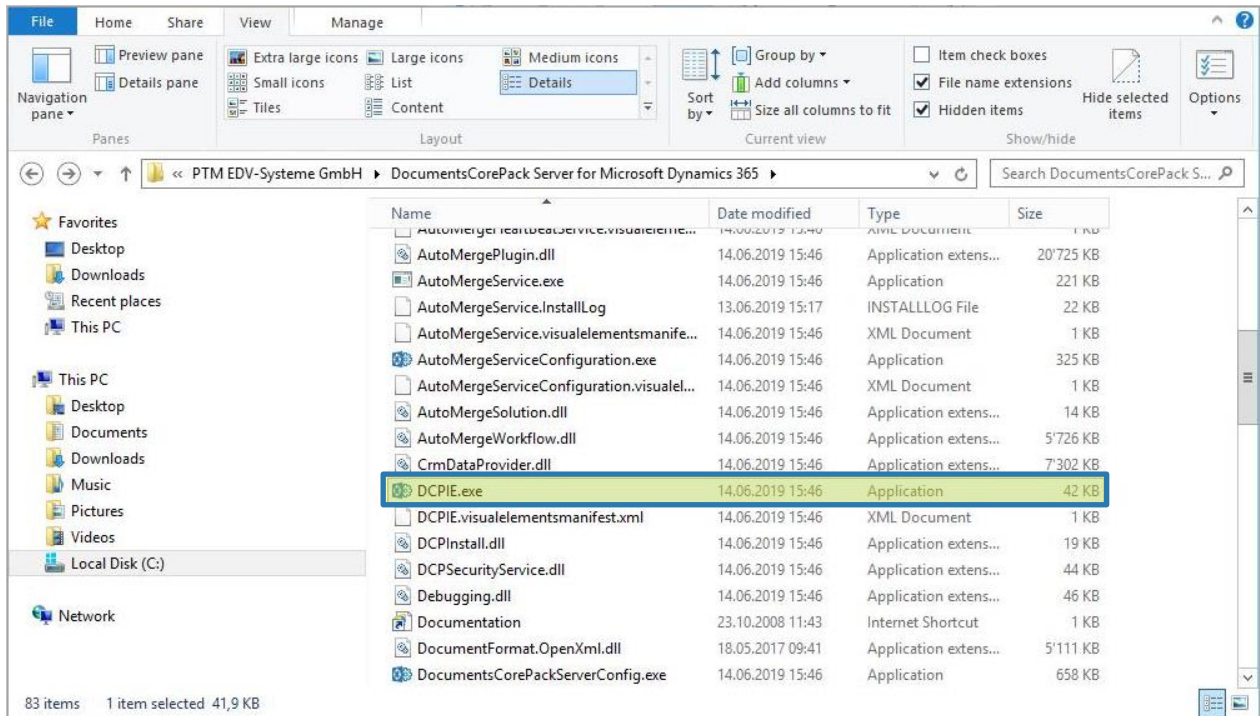 File Home Share View Manage
Preview pane Extra large icons Large icons Medium icons Group by Item check boxes
Details pane Small icons List Details Add columns File name extensions
Navigation pane Tiles Content Sort by Size all columns to fit Hidden items Hide selected items Options
Panes Layout Current view Show/hide
« PTM EDV-Systeme GmbH DocumentsCorePack Server for Microsoft Dynamics 365 Search DocumentsCorePack S...
Favorites
Desktop
Downloads
Recent places
This PC
This PC
Desktop
Documents
Downloads
Music
Pictures
Videos
Local Disk (C:)
Network
Name Date modified Type Size
AutoMergeHeartbeatService.visualeleme... 14.06.2019 15:46 XML Document 1 KB
AutoMergePlugin.dll 14.06.2019 15:46 Application extens... 20'725 KB
AutoMergeService.exe 14.06.2019 15:46 Application 221 KB
AutoMergeService.InstallLog 13.06.2019 15:17 INSTALLLOG File 22 KB
AutoMergeService.visualelementsmanife... 14.06.2019 15:46 XML Document 1 KB
AutoMergeServiceConfiguration.exe 14.06.2019 15:46 Application 325 KB
AutoMergeServiceConfiguration.visualel... 14.06.2019 15:46 XML Document 1 KB
AutoMergeSolution.dll 14.06.2019 15:46 Application extens... 14 KB
AutoMergeWorkflow.dll 14.06.2019 15:46 Application extens... 5'726 KB
CrmDataProvider.dll 14.06.2019 15:46 Application extens... 7'302 KB
DCPIE.exe 14.06.2019 15:46 Application 42 KB
DCPIE.visualelementsmanifest.xml 14.06.2019 15:46 XML Document 1 KB
DCPInstall.dll 14.06.2019 15:46 Application extens... 19 KB
DCPSecurityService.dll 14.06.2019 15:46 Application extens... 44 KB
Debugging.dll 14.06.2019 15:46 Application extens... 46 KB
Documentation 23.10.2008 11:43 Internet Shortcut 1 KB
DocumentFormat.OpenXml.dll 18.05.2017 09:41 Application extens... 5'111 KB
DocumentsCorePackServerConfig.exe 14.06.2019 15:46 Application 658 KB
83 items 1 item selected 41,9 KB